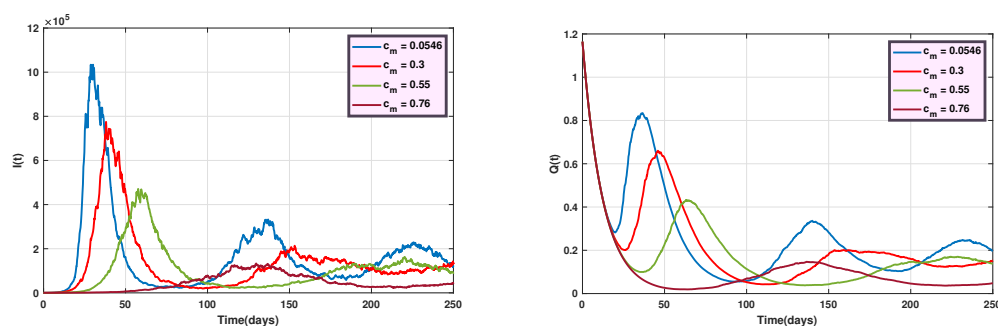 ×10⁵
12
10
8
6
4
2
0
I(t)
0 50 100 150 200 250
Time(days)
c_m = 0.0546
c_m = 0.3
c_m = 0.55
c_m = 0.76
1.2
1
0.8
0.6
0.4
0.2
0
Q(t)
0 50 100 150 200 250
Time(days)
c_m = 0.0546
c_m = 0.3
c_m = 0.55
c_m = 0.76